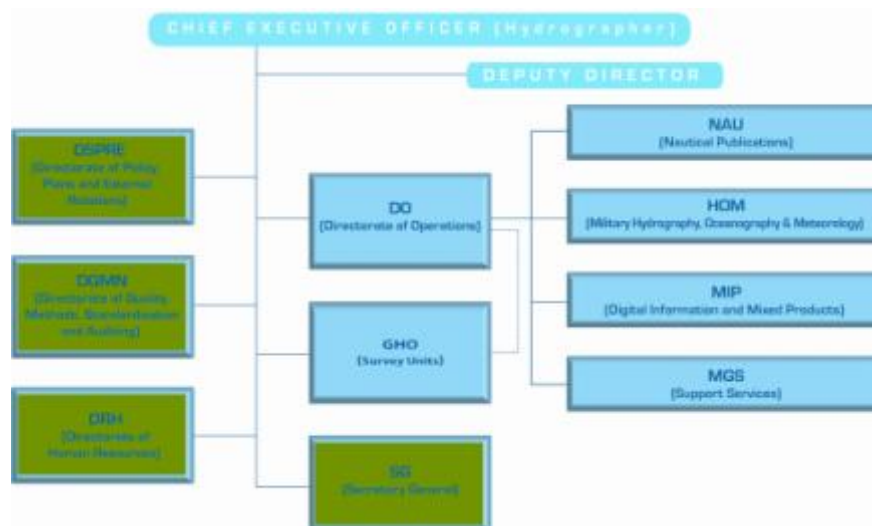 CHIEF EXECUTIVE OFFICER (Hydrographer)
DEPUTY DIRECTOR
DSPRE
(Directorate of Policy,
Plans and External
Relations)
DGMN
(Directorate of Quality,
Methods, Standardization
and Auditing)
DRH
(Directorate of
Human Resources)
DO
(Directorate of Operations)
GHO
(Survey Units)
SG
(Secretary General)
NAU
(Nautical Publications)
HOM
(Military Hydrography, Oceanography & Meteorology)
MIP
(Digital Information and Mixed Products)
MGS
(Support Services)